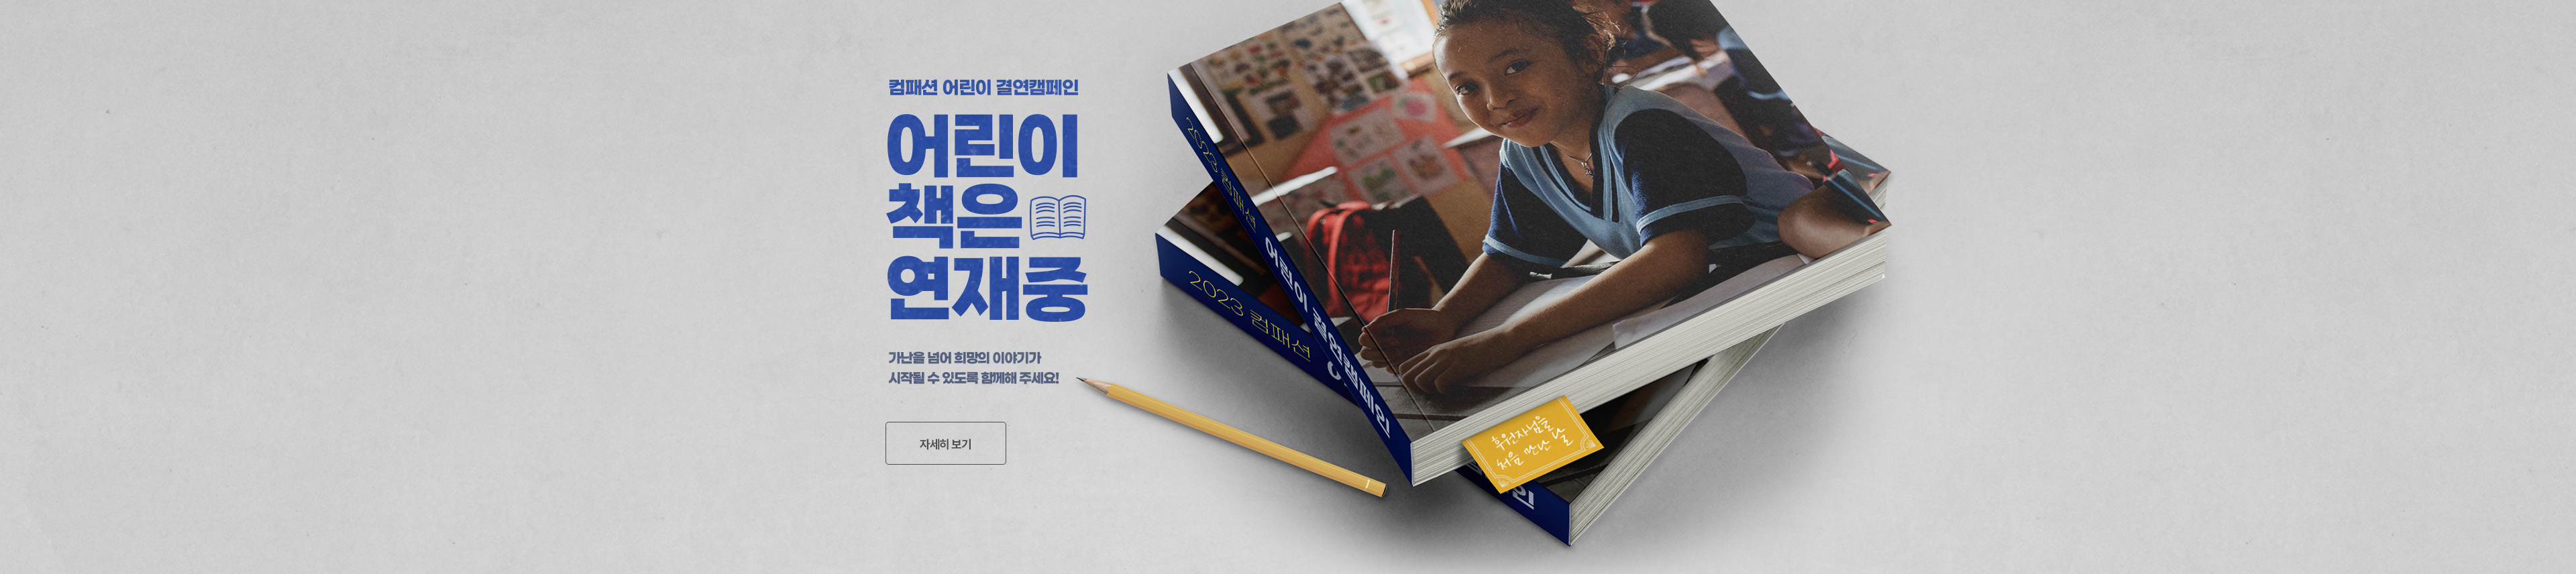 컴패션 어린이 결연캠페인
어린이
책은
연재중
가난을 넘어 희망의 이야기가
시작될 수 있도록 함께해 주세요!
자세히 보기
2023 컴패션 어린이 결연캠페인
2023 컴패션
인
후원자님을
처음 만난 날